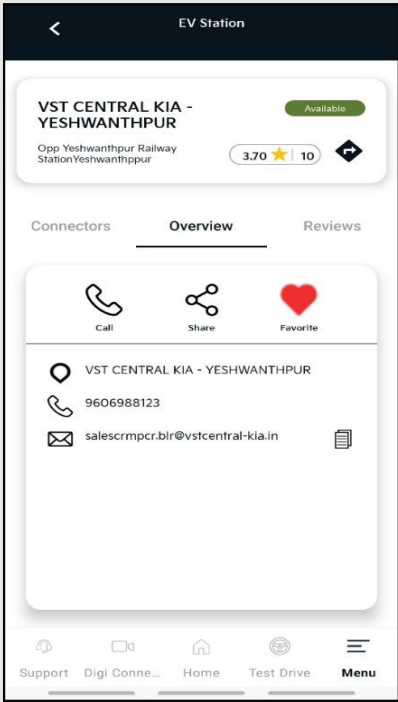 EV Station
VST CENTRAL KIA -
YESHWANTHPUR
Available
Opp Yeshwanthpur Railway
StationYeshwanthppur
3.70 10
Connectors Overview Reviews
Call Share Favorite
VST CENTRAL KIA - YESHWANTHPUR
9606988123
salescrmpcr.blr@vstcentral-kia.in
Support Digi Conne... Home Test Drive Menu